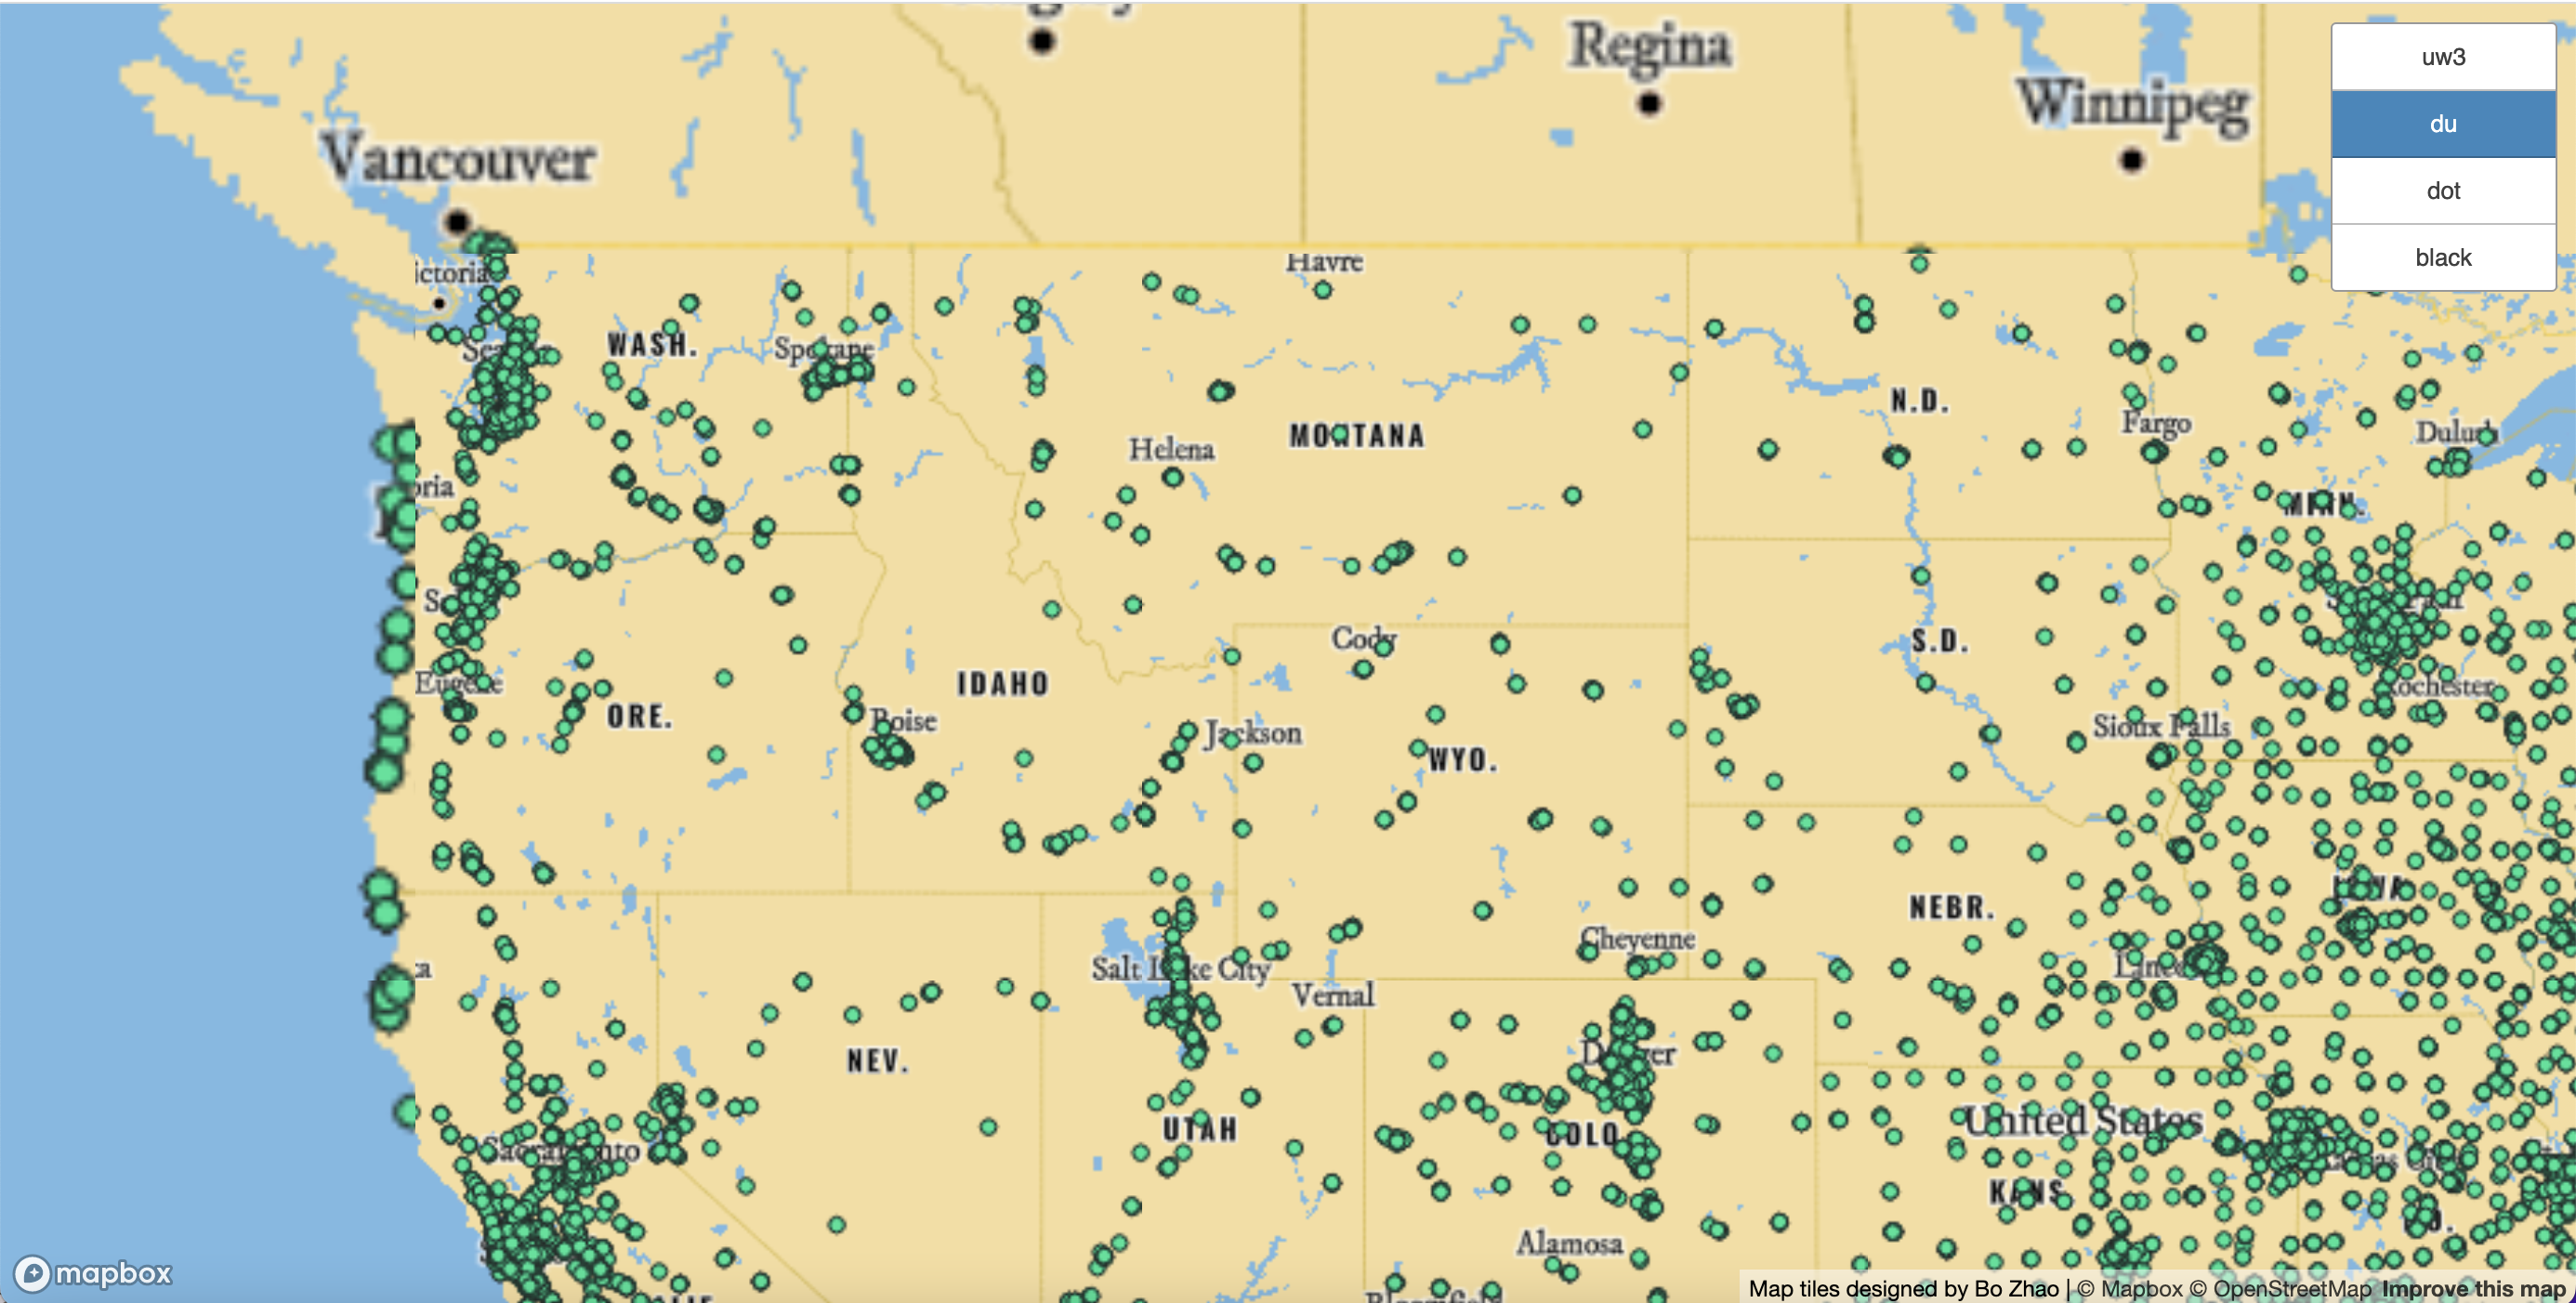 Regina
Winnipeg
Vancouver
uw3
du
dot
black
ictoria
Havre
WASH.
Spokane
N.D.
MONTANA
Helena
Fargo
Duluth
oria
MINN.
Cody
S.D.
Eugene
IDAHO
ORE.
Boise
Jackson
WYO.
Rochester
Sioux Falls
NEBR.
IOWA
Cheyenne
Salt Lake City
Vernal
NEV.
Denver
UTAH
COLO
United States
Sacramento
KANS
Alamosa
mapbox
Map tiles designed by Bo Zhao | © Mapbox © OpenStreetMap Improve this map